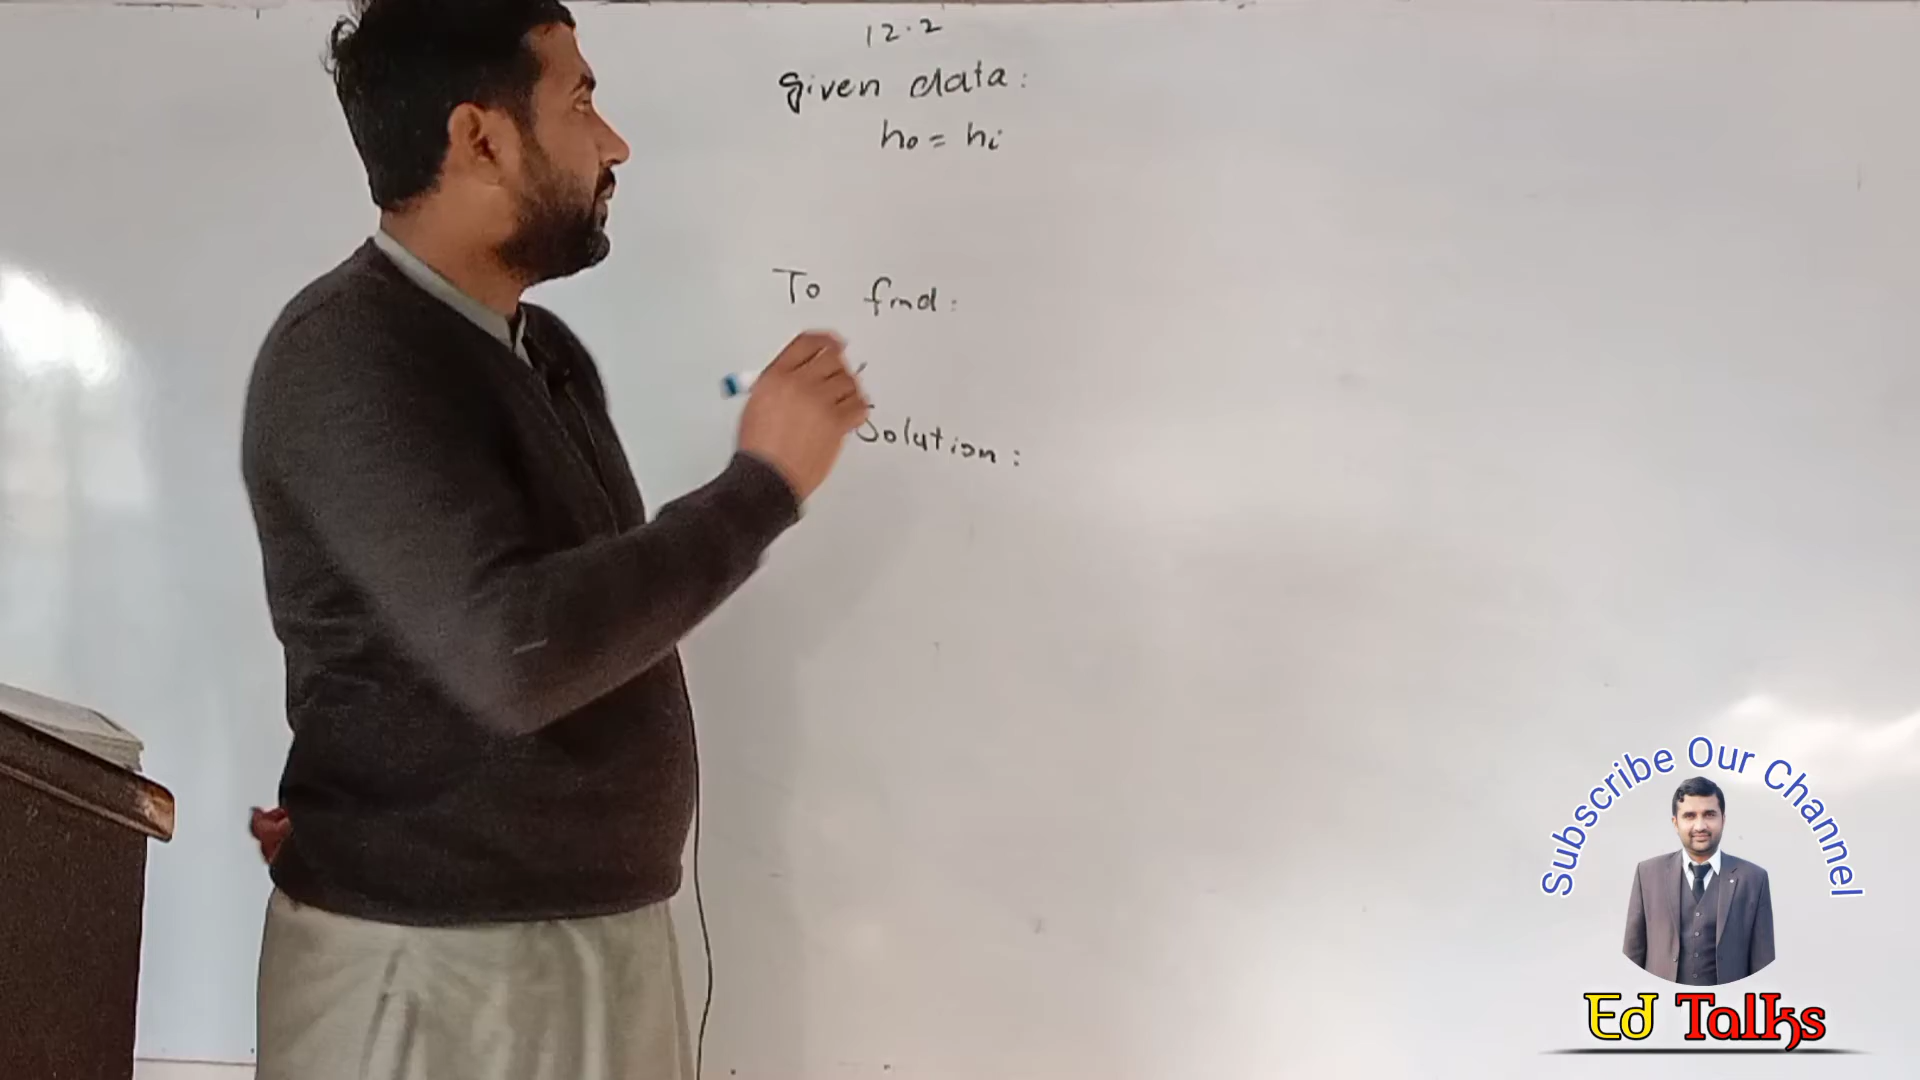 12.2
Given data:
ho = hi
To find:
Solution:
Subscribe Our Channel
Ed Talks